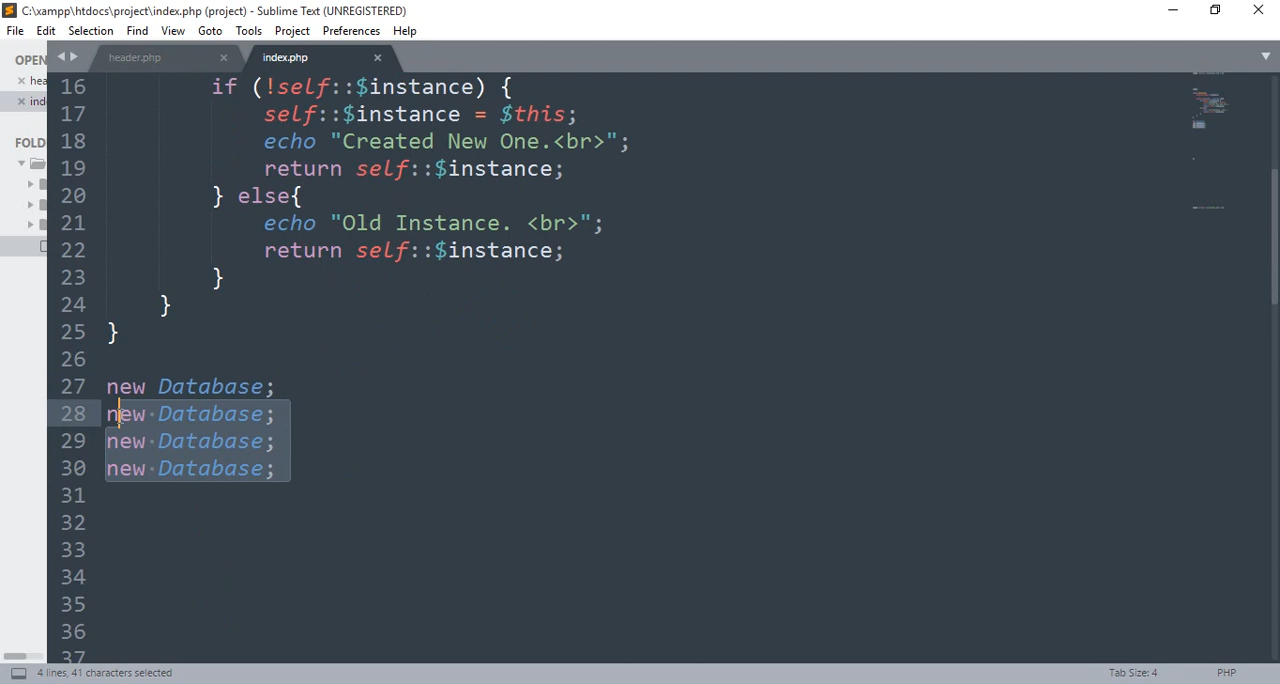 C:\xampp\htdocs\project\index.php (project) - Sublime Text (UNREGISTERED)
File Edit Selection Find View Goto Tools Project Preferences Help
OPEN
hea
ind
FOLD
header.php × index.php ×
16 if (!self::$instance) {
17 self::$instance = $this;
18 echo "Created New One.<br>";
19 return self::$instance;
20 } else{
21 echo "Old Instance. <br>";
22 return self::$instance;
23 }
24 }
25 }
26
27 new Database;
28 new Database;
29 new Database;
30 new Database;
31
32
33
34
35
36
37
4 lines, 41 characters selected Tab Size: 4 PHP